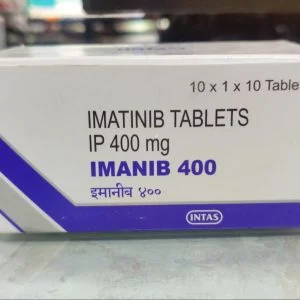 10 x 1 x 10 Table
IMATINIB TABLETS
IP 400 mg
IMANIB 400
इमानीब ४००
INTAS